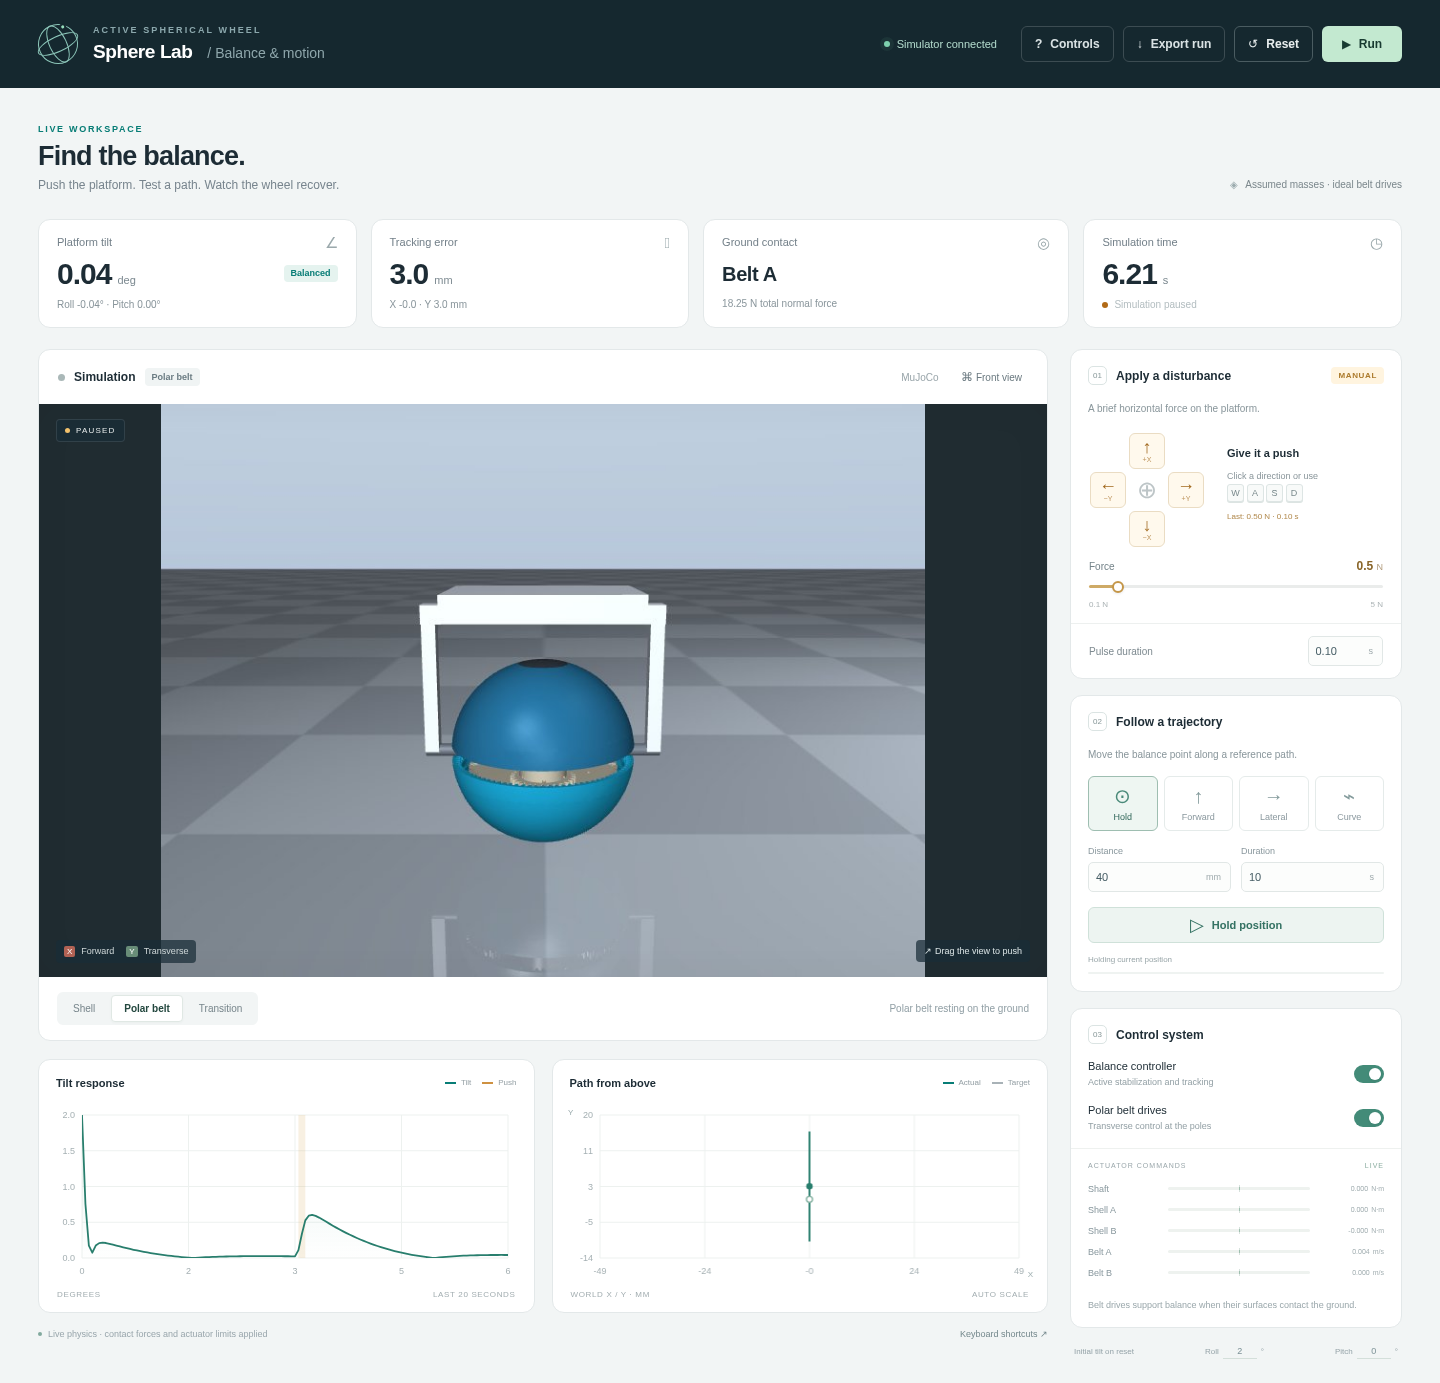 ACTIVE SPHERICAL WHEEL
Sphere Lab / Balance & motion
Simulator connected
? Controls
↓ Export run
↺ Reset
▶ Run
LIVE WORKSPACE
Find the balance.
Push the platform. Test a path. Watch the wheel recover.
Assumed masses · ideal belt drives
Platform tilt
0.04 deg
Balanced
Roll -0.04° · Pitch 0.00°
Tracking error
3.0 mm
X -0.0 · Y 3.0 mm
Ground contact
Belt A
18.25 N total normal force
Simulation time
6.21 s
Simulation paused
Simulation Polar belt
MuJoCo
⌘ Front view
PAUSED
X Forward Y Transverse
↗ Drag the view to push
Shell Polar belt Transition
Polar belt resting on the ground
01 Apply a disturbance MANUAL
A brief horizontal force on the platform.
↑ +X
← −Y
→ +Y
↓ −X
Give it a push
Click a direction or use
W A S D
Last: 0.50 N · 0.10 s
Force 0.5 N
0.1 N 5 N
Pulse duration 0.10 s
02 Follow a trajectory
Move the balance point along a reference path.
Hold Forward Lateral Curve
Distance Duration
40 mm 10 s
Hold position
Holding current position
03 Control system
Balance controller
Active stabilization and tracking
Polar belt drives
Transverse control at the poles
ACTUATOR COMMANDS LIVE
Shaft 0.000 N·m
Shell A 0.000 N·m
Shell B -0.000 N·m
Belt A 0.004 m/s
Belt B 0.000 m/s
Belt drives support balance when their surfaces contact the ground.
Initial tilt on reset Roll 2 ° Pitch 0 °
Tilt response
Tilt Push
2.0
1.5
1.0
0.5
0.0
0 2 3 5 6
DEGREES LAST 20 SECONDS
Path from above
Actual Target
Y 20
11
3
-5
-14
-49 -24 -0 24 49 X
WORLD X / Y · MM AUTO SCALE
Live physics · contact forces and actuator limits applied
Keyboard shortcuts ↗